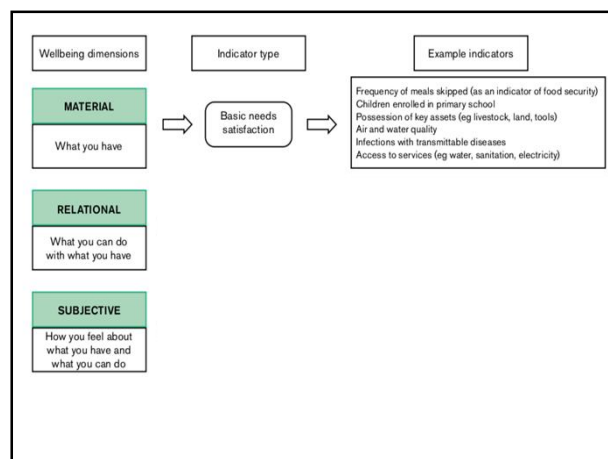 Wellbeing dimensions
Indicator type
Example indicators
MATERIAL
What you have
Basic needs
satisfaction
Frequency of meals skipped (as an indicator of food security)
Children enrolled in primary school
Possession of key assets (eg livestock, land, tools)
Air and water quality
Infections with transmittable diseases
Access to services (eg water, sanitation, electricity)
RELATIONAL
What you can do
with what you have
SUBJECTIVE
How you feel about
what you have and
what you can do